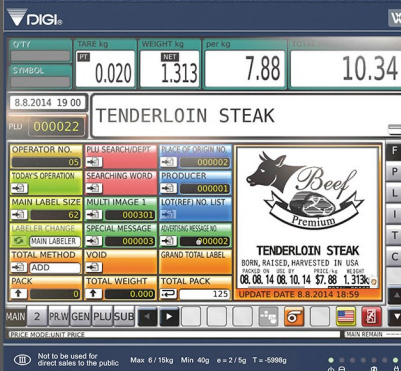 DIGI®
Q'TY
TARE kg
WEIGHT kg
per kg
TOTAL
SYMBOL
PT
0.020
NET
1.313
7.88
10.34
8.8.2014 19 00
PLU 000022
TENDERLOIN STEAK
OPERATOR NO.
05
PLU SEARCH/DEPT
PLACE OF ORIGIN NO.
000002
TODAY'S OPERATION
SEARCHING WORD
PRODUCER
000001
MAIN LABEL SIZE
62
MULTI IMAGE 1
000301
LOT(REF) NO. LIST
LABEL CHANGE
MAIN LABELER
SPECIAL MESSAGE
000003
ADVERTISING MESSAGE NO.
00002
TOTAL METHOD
ADD
VOID
GRAND TOTAL LABEL
PACK
0
TOTAL WEIGHT
0.000
TOTAL PACK
125
Beef
Premium
TENDERLOIN STEAK
BORN, RAISED, HARVESTED IN USA
PACKED ON USE BY PRICE/kg WEIGHT
08.08.14 08.10.14 $7.88 1.313k
UPDATE DATE 8.8.2014 18:59
F
P
L
I
T
C
MAIN 2 PR.W GEN PLU SUB
PRICE MODE:UNIT PRICE
III
Not to be used for
direct sales to the public
Max 6/15kg Min 40g e = 2/5g T = -5998g